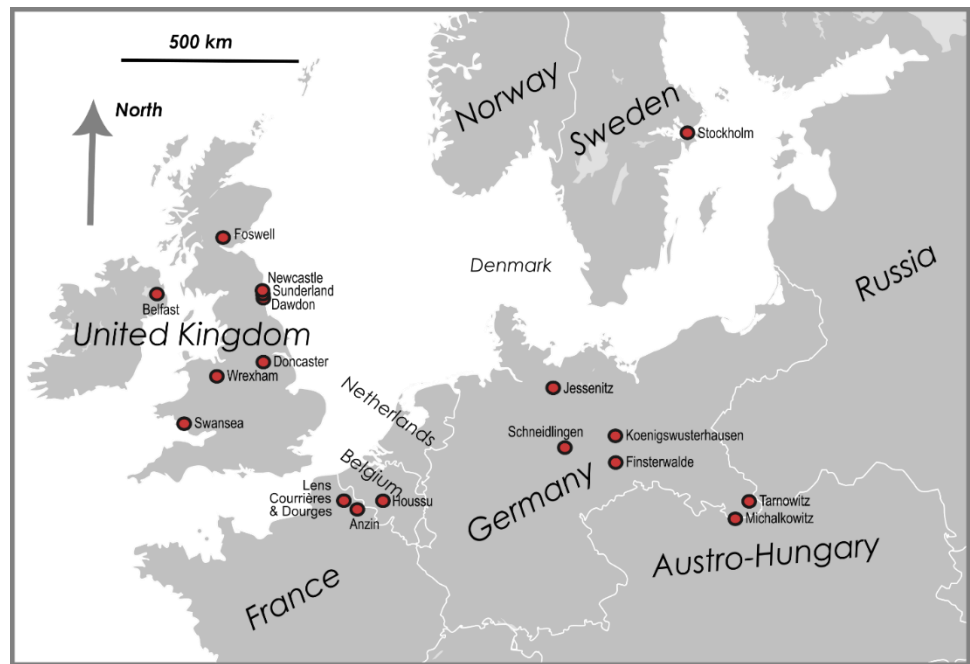 500 km
North
Norway
Sweden
Stockholm
Foswell
Denmark
Russia
Newcastle
Sunderland
Dawdon
Belfast
United Kingdom
Doncaster
Wrexham
Jessenitz
Netherlands
Swansea
Schneidlingen
Koenigswusterhausen
Finsterwalde
Belgium
Germany
Lens
Courrières
& Dourges
Houssu
Anzin
Tarnowitz
Michalkowitz
Austro-Hungary
France